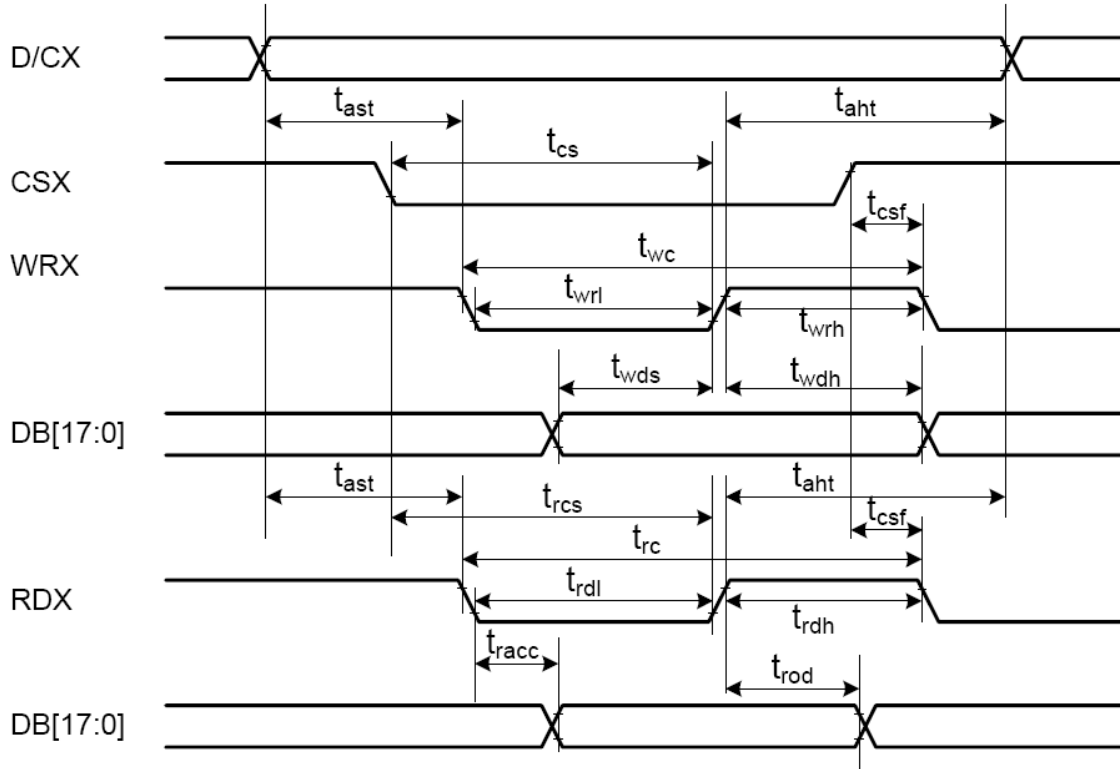 D/CX
tast
taht
tcs
CSX
tcsf
WRX
twc
twrl
twrh
twds
twdh
DB[17:0]
tast
taht
trcs
tcsf
trc
RDX
trdl
trdh
tracc
trod
DB[17:0]